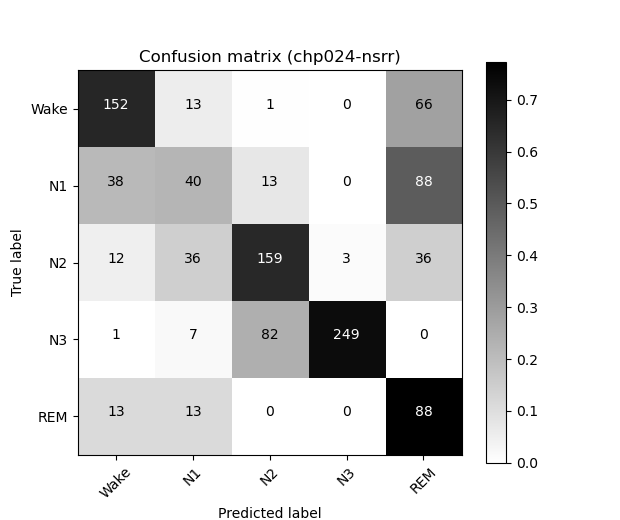 Confusion matrix (chp024-nsrr)
Wake 152 13 1 0 66
N1 38 40 13 0 88
N2 12 36 159 3 36
N3 1 7 82 249 0
REM 13 13 0 0 88
Wake N1 N2 N3 REM
Predicted label
True label
0.7
0.6
0.5
0.4
0.3
0.2
0.1
0.0